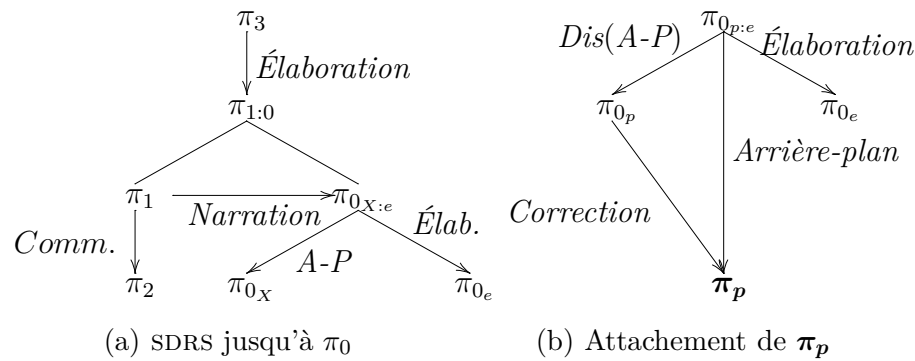 π₃
Élaboration
π₁:₀
π₁ Narration π₀ₓ:ₑ
Comm. A-P Élab.
π₂ π₀ₓ π₀ₑ
(a) SDRS jusqu'à π₀
π₀ₚ:ₑ
Dis(A-P) Élaboration
π₀ₚ π₀ₑ
Arrière-plan
Correction
πₚ
(b) Attachement de πₚ